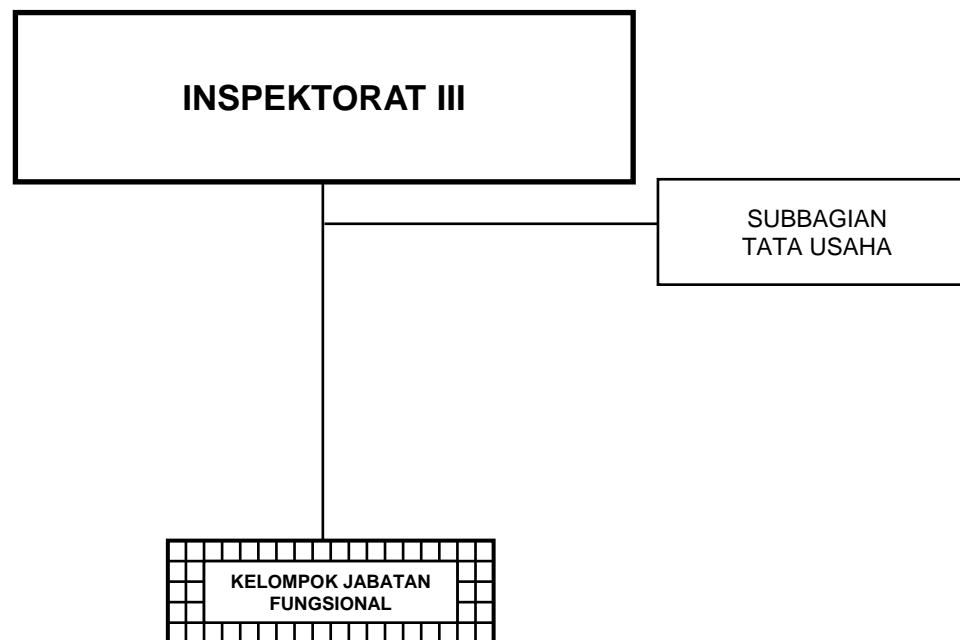 INSPEKTORAT III
SUBBAGIAN
TATA USAHA
KELOMPOK JABATAN
FUNGSIONAL